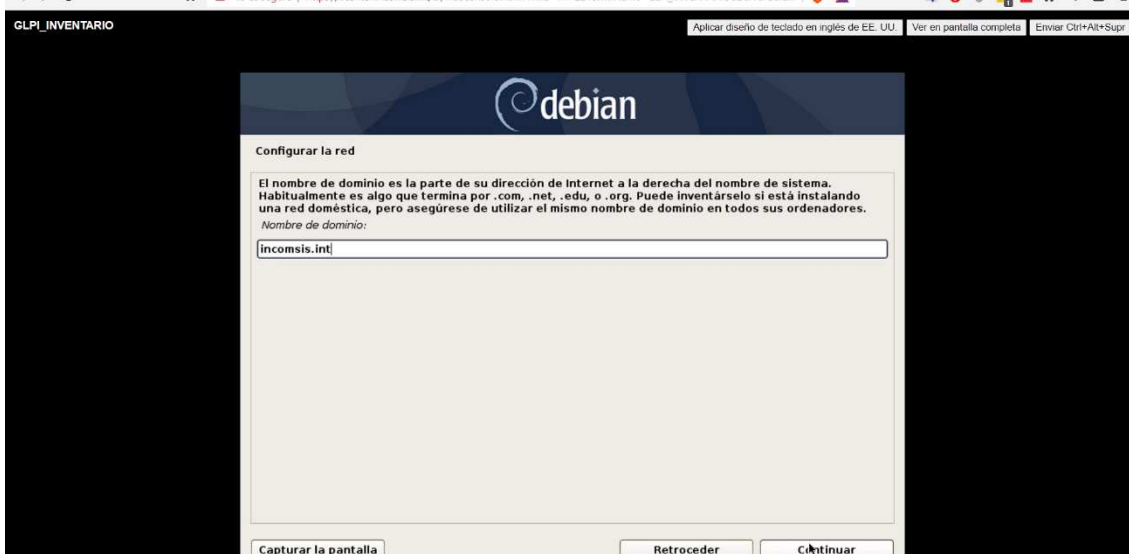 GLPI_INVENTARIO
Aplicar diseño de teclado en inglés de EE. UU. Ver en pantalla completa Enviar Ctrl+Alt+Supr
debian
Configurar la red
El nombre de dominio es la parte de su dirección de Internet a la derecha del nombre de sistema.
Habitualmente es algo que termina por .com, .net, .edu, o .org. Puede inventárselo si está instalando
una red doméstica, pero asegúrese de utilizar el mismo nombre de dominio en todos sus ordenadores.
Nombre de dominio:
incomsis.int
Capturar la pantalla Retroceder Continuar